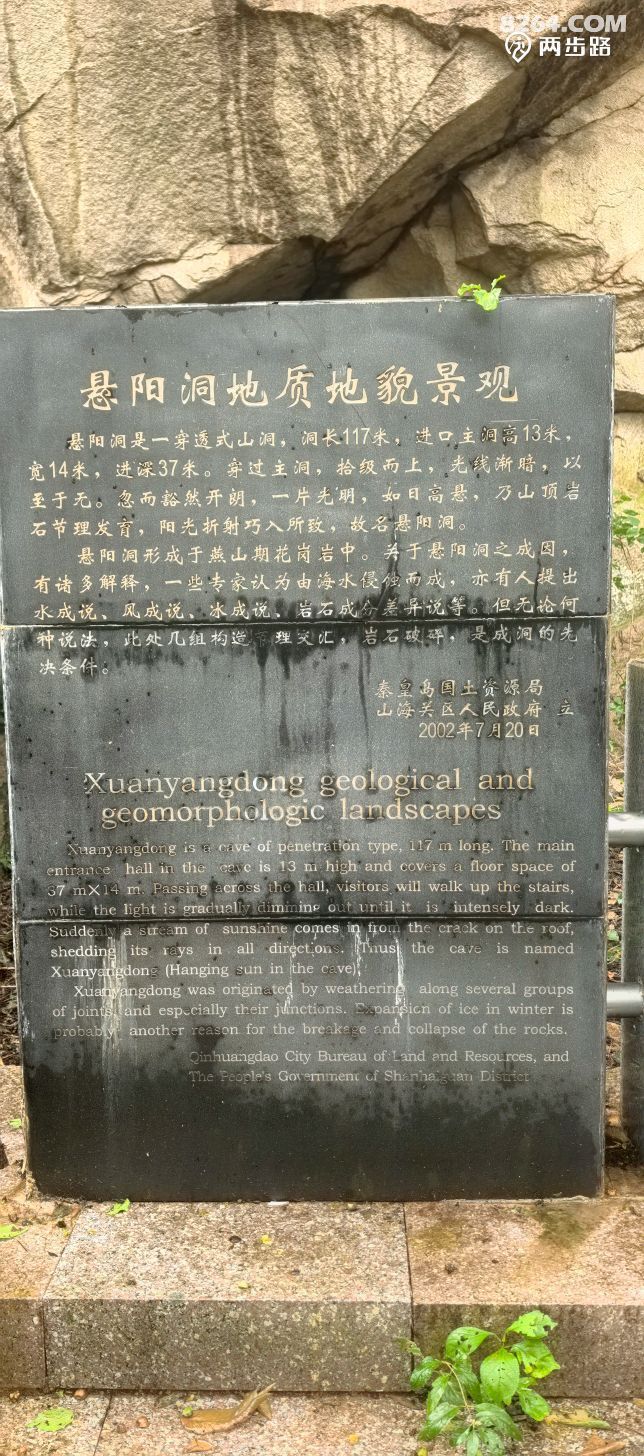 8264.COM
两步路
悬阳洞地质地貌景观
悬阳洞是一穿透式山洞，洞长117米，进口主洞高13米，
宽14米，进深37米。穿过主洞，拾级而上，光线渐暗，以
至于无。忽而豁然开朗，一片光明，如日高悬，乃山顶岩
石节理发育，阳光折射巧入所致，故名悬阳洞。
悬阳洞形成于燕山期花岗岩中。关于悬阳洞之成因，
有诸多解释，一些专家认为由海水侵蚀而成，亦有人提出
水成说、风成说、冰成说、岩石成分差异说等。但无论何
种说法，此处几组构造节理交汇，岩石破碎，是成洞的先
决条件。
秦皇岛国土资源局
山海关区人民政府 立
2002年7月20日
Xuanyangdong geological and
geomorphologic landscapes
Xuanyangdong is a cave of penetration type, 117 m long. The main
entrance hall in the cave is 13 m high and covers a floor space of
37 m×14 m. Passing across the hall, visitors will walk up the stairs,
while the light is gradually dimming out until it is intensely dark.
Suddenly a stream of sunshine comes in from the crack on the roof,
shedding its rays in all directions. Thus the cave is named
Xuanyangdong (Hanging sun in the cave).
Xuanyangdong was originated by weathering along several groups
of joints, and especially their junctions. Expansion of ice in winter is
probably another reason for the breakage and collapse of the rocks.
Qinhuangdao City Bureau of Land and Resources, and
The People's Government of Shanhaiguan District